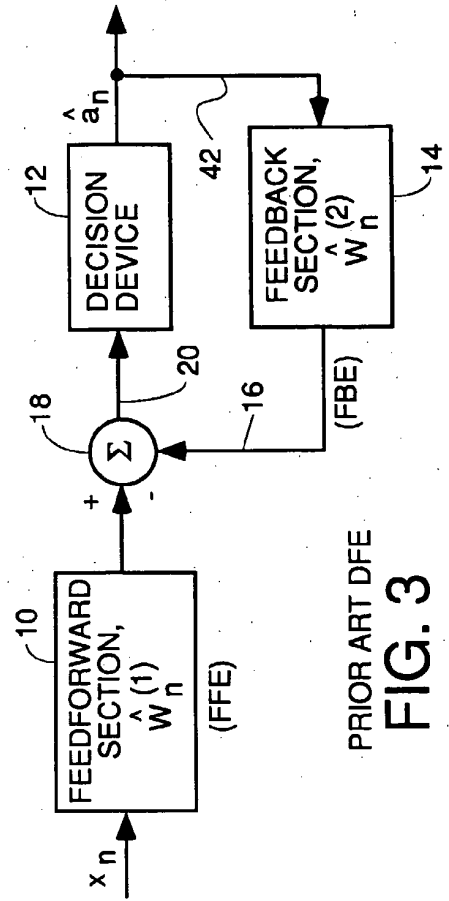 x n
10
FEEDFORWARD
SECTION,
^
W n (1)
(FFE)
+
-
18
Σ
20
12
DECISION
DEVICE
^
a n
42
FEEDBACK
SECTION,
^
W n (2)
14
(FBE)
16
PRIOR ART DFE
FIG. 3